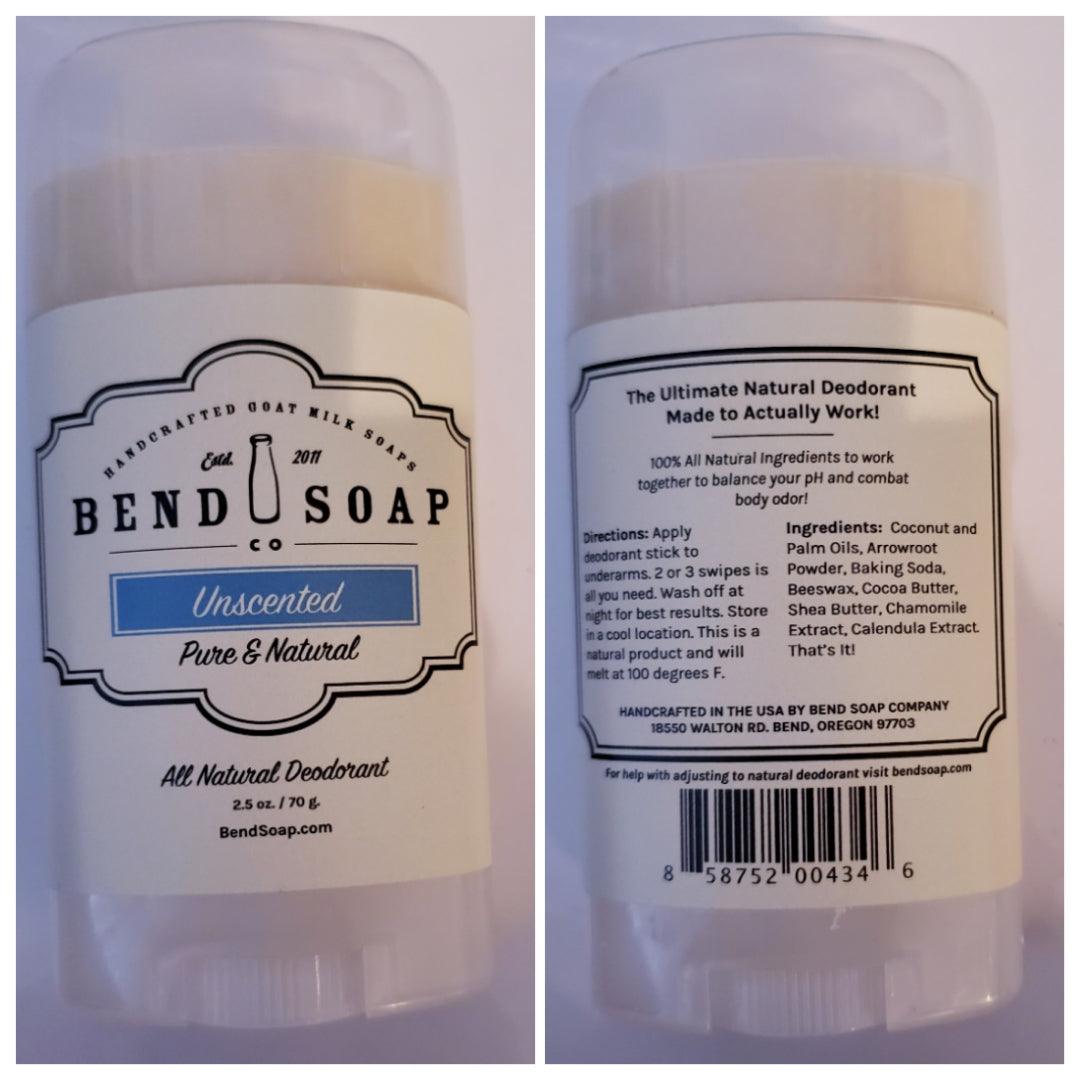 HANDCRAFTED GOAT MILK SOAPS
Estd. 2011
BEND SOAP
CO
Unscented
Pure & Natural
All Natural Deodorant
2.5 oz. / 70 g.
BendSoap.com
The Ultimate Natural Deodorant
Made to Actually Work!
100% All Natural Ingredients to work
together to balance your pH and combat
body odor!
Directions: Apply
deodorant stick to
underarms. 2 or 3 swipes is
all you need. Wash off at
night for best results. Store
in a cool location. This is a
natural product and will
melt at 100 degrees F.
Ingredients: Coconut and
Palm Oils, Arrowroot
Powder, Baking Soda,
Beeswax, Cocoa Butter,
Shea Butter, Chamomile
Extract, Calendula Extract.
That's It!
HANDCRAFTED IN THE USA BY BEND SOAP COMPANY
18550 WALTON RD. BEND, OREGON 97703
For help with adjusting to natural deodorant visit bendsoap.com
8 58752 00434 6